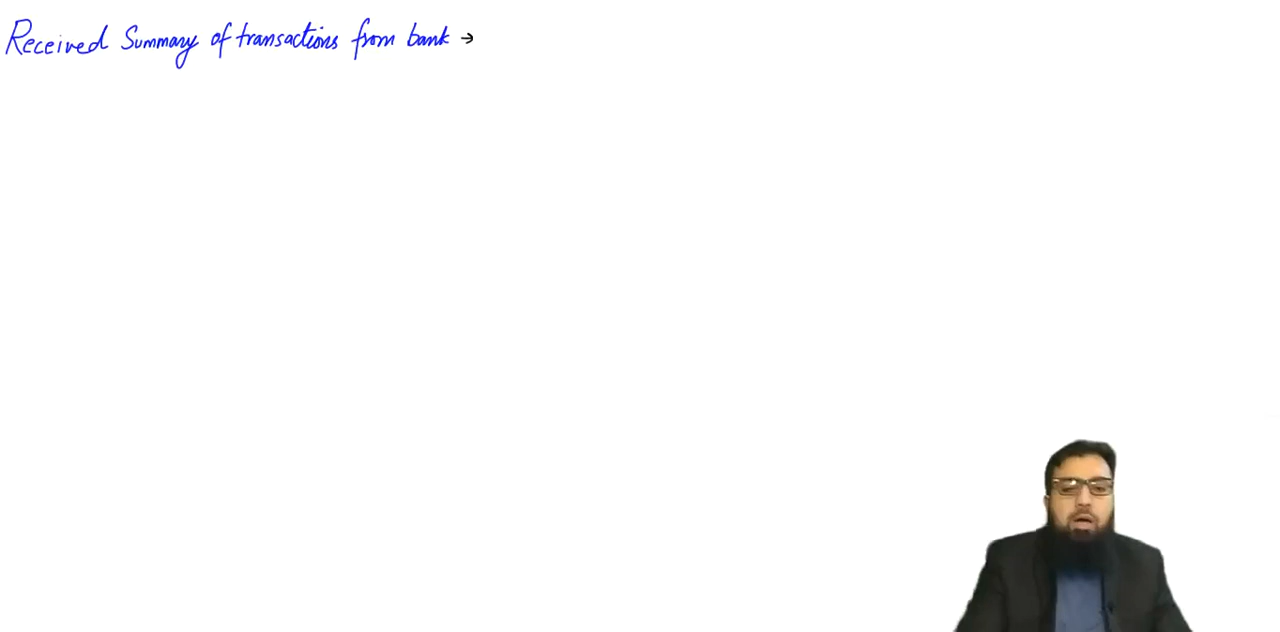 Received Summary of transactions from bank →